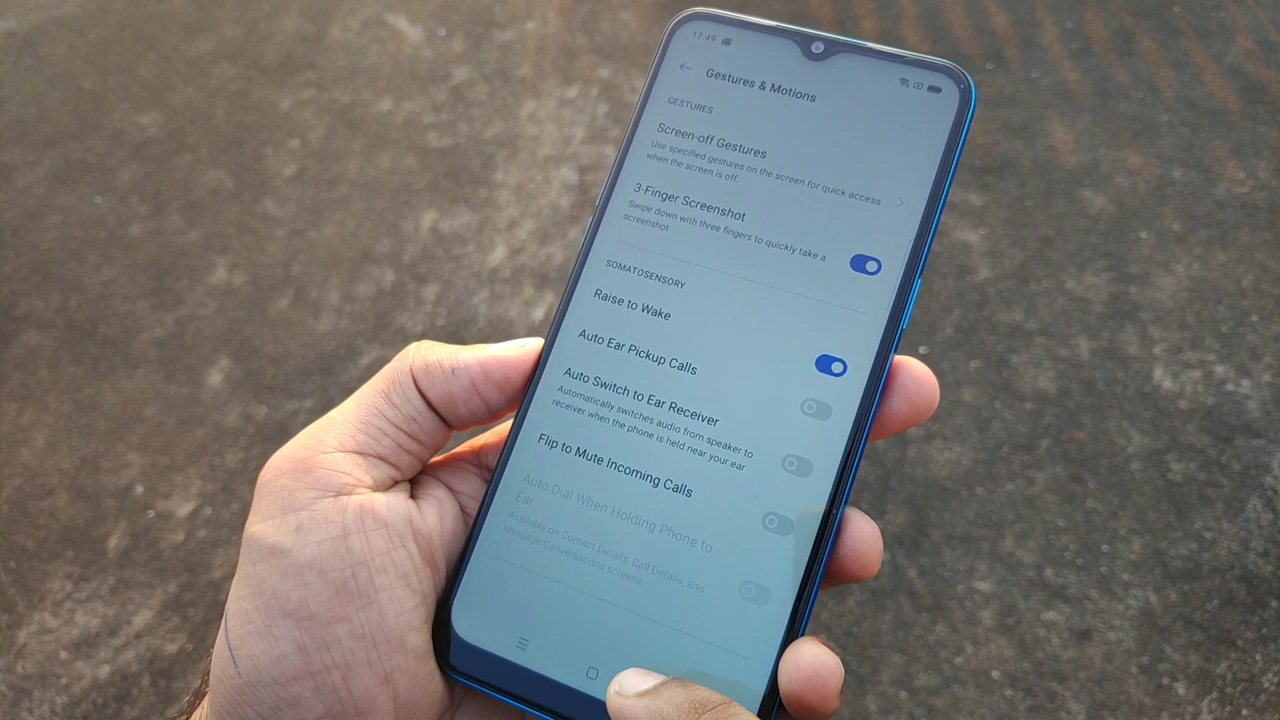 17:49
Gestures & Motions
GESTURES
Screen-off Gestures
Use specified gestures on the screen for quick access
when the screen is off.
3-Finger Screenshot
Swipe down with three fingers to quickly take a
screenshot
SOMATOSENSORY
Raise to Wake
Auto Ear Pickup Calls
Auto Switch to Ear Receiver
Automatically switches audio from speaker to
receiver when the phone is held near your ear
Flip to Mute Incoming Calls
Auto Dial When Holding Phone to
Ear
Available on Contact Details, Call Details, and
Message Conversations screens.